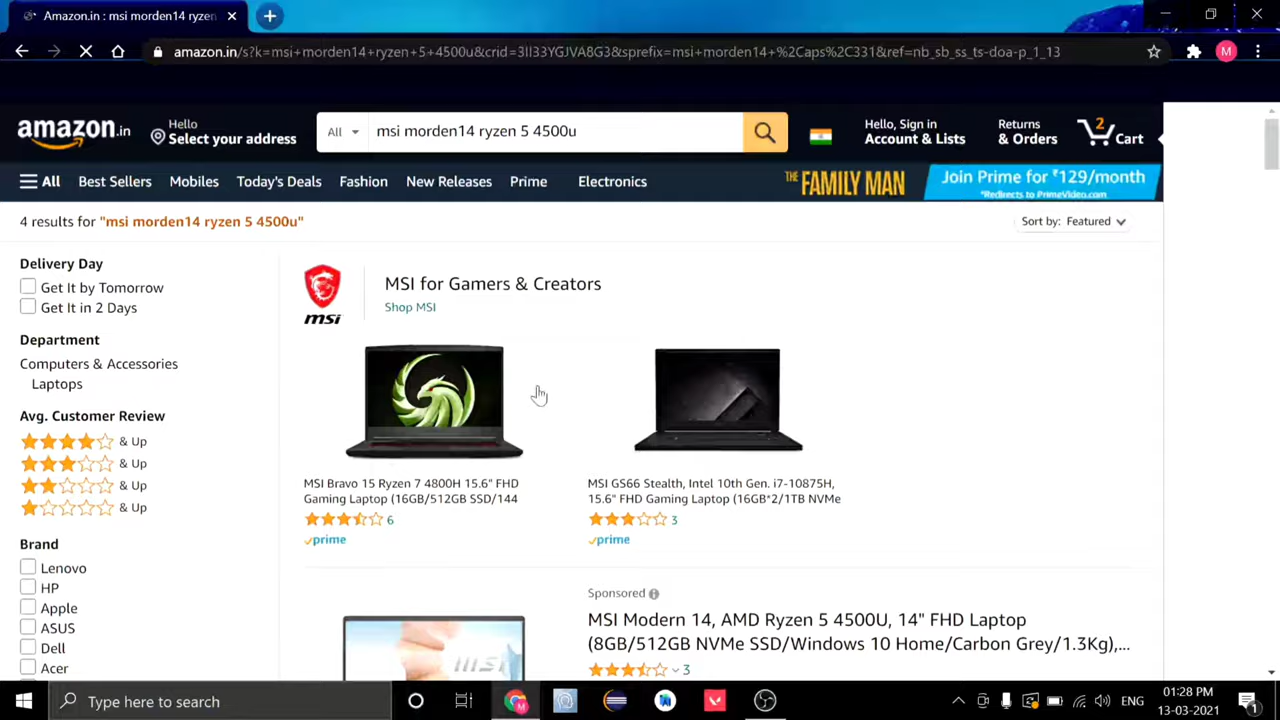 Amazon.in : msi morden14 ryzen
amazon.in/s?k=msi+morden14+ryzen+5+4500u&crid=3II33YGJVA8G3&sprefix=msi+morden14+%2Caps%2C331&ref=nb_sb_ss_ts-doa-p_1_13
M
amazon.in
Hello
Select your address
All
msi morden14 ryzen 5 4500u
Hello, Sign in
Account & Lists
Returns
& Orders
2
Cart
All
Best Sellers
Mobiles
Today's Deals
Fashion
New Releases
Prime
Electronics
THE FAMILY MAN
Join Prime for ₹129/month
*Redirects to PrimeVideo.com
4 results for "msi morden14 ryzen 5 4500u"
Sort by: Featured
Delivery Day
Get It by Tomorrow
Get It in 2 Days
Department
Computers & Accessories
Laptops
Avg. Customer Review
& Up
& Up
& Up
& Up
Brand
Lenovo
HP
Apple
ASUS
Dell
Acer
msi
MSI for Gamers & Creators
Shop MSI
MSI Bravo 15 Ryzen 7 4800H 15.6" FHD
Gaming Laptop (16GB/512GB SSD/144
6
prime
MSI GS66 Stealth, Intel 10th Gen. i7-10875H,
15.6" FHD Gaming Laptop (16GB*2/1TB NVMe
3
prime
Sponsored
MSI Modern 14, AMD Ryzen 5 4500U, 14" FHD Laptop
(8GB/512GB NVMe SSD/Windows 10 Home/Carbon Grey/1.3Kg),...
3
msi
Type here to search
M
ENG
01:28 PM
13-03-2021
1